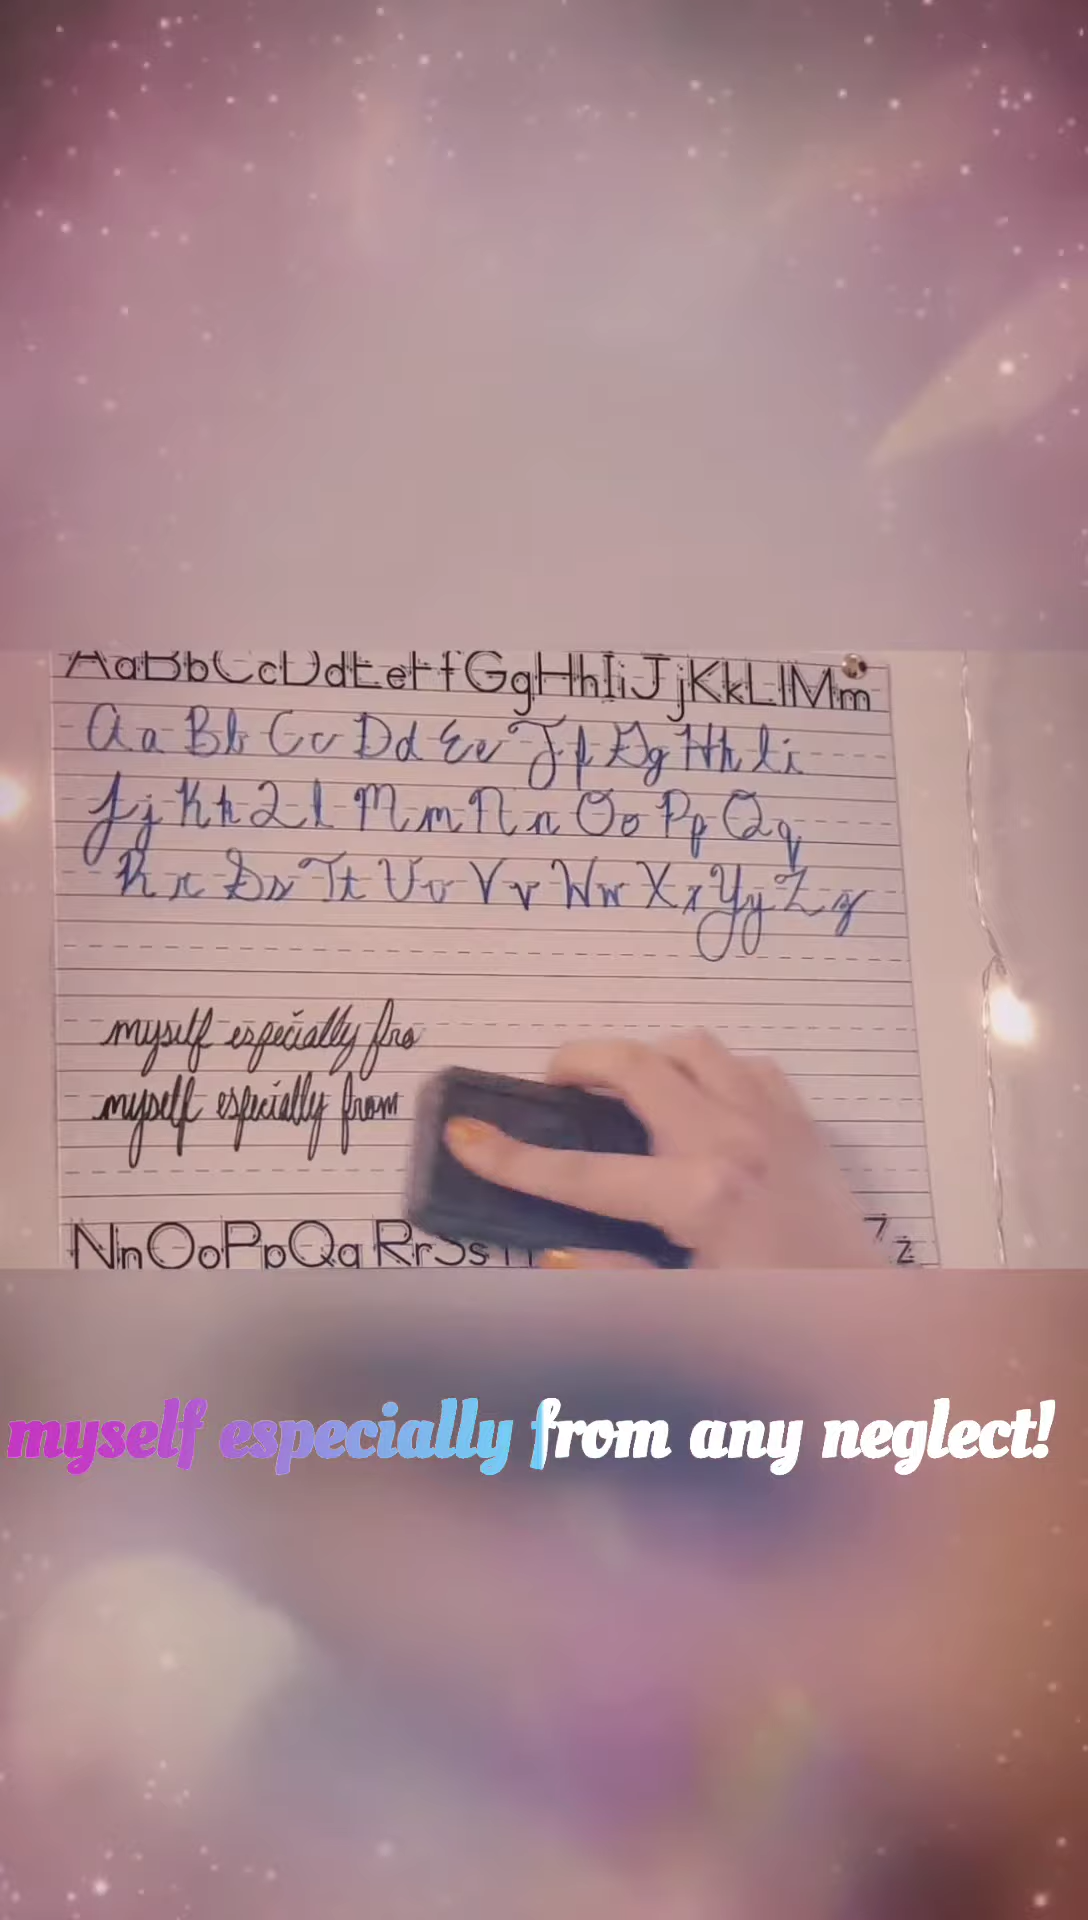 AaBbCcDdEeFfGgHhIiJjKkLlMm
Aa Bb Cc Dd Ee Ff Gg Hh Ii
Jj Kk Ll Mm Nn Oo Pp Qq
Rr Ss Tt Uu Vv Ww Xx Yy Zz
myself especially fro
myself especially from
NnOoPpQqRrSs
Zz
myself especially from any neglect!